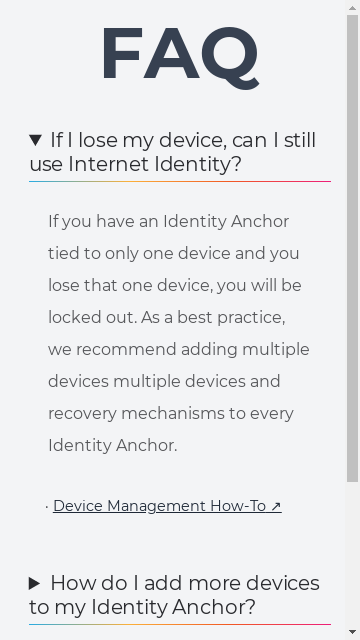 FAQ
▼ If I lose my device, can I still
use Internet Identity?
If you have an Identity Anchor
tied to only one device and you
lose that one device, you will be
locked out. As a best practice,
we recommend adding multiple
devices multiple devices and
recovery mechanisms to every
Identity Anchor.
· Device Management How-To ↗
▶ How do I add more devices
to my Identity Anchor?